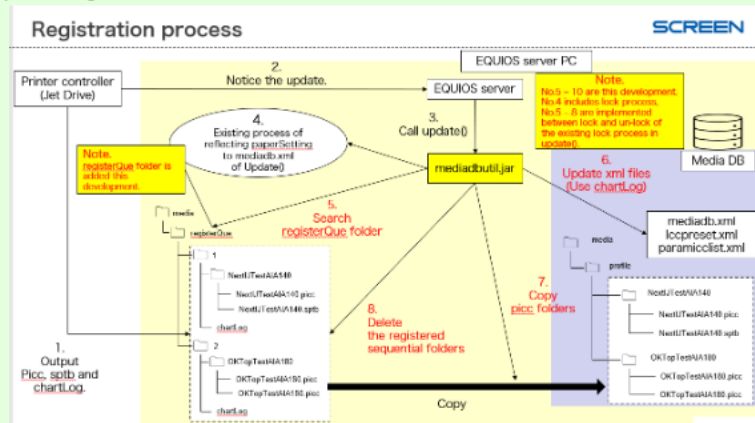 Registration process
SCREEN
EQUIOS server PC
2.
Notice the update.
Printer controller
(Jet Drive)
EQUIOS server
Note.
No.5 – 10 are this development.
No.4 includes lock process.
No.5 – 8 are implemented
between lock and un-lock of
the existing lock process in
update().
4.
Existing process of
reflecting paperSetting
to mediadb.xml
of Update()
3.
Call update()
Media DB
Note.
registerQue folder is
added this
development.
mediadbutil.jar
6.
Update xml files
(Use chartLog)
mediadb.xml
lccpreset.xml
paramicclist.xml
5.
Search
registerQue folder
media
registerQue
1
NextIJTestAIA140
NextIJTestAIA140.picc
NextIJTestAIA140.sptb
chartLog
2
OKTopTestAIA180
OKTopTestAIA180.picc
OKTopTestAIA180.picc
chartLog
1.
Output
Picc, sptb and
chartLog.
8.
Delete
the registered
sequential folders
7.
Copy
picc folders
media
profile
NextIJTestAIA140
NextIJTestAIA140.picc
NextIJTestAIA140.sptb
OKTopTestAIA180
OKTopTestAIA180.picc
OKTopTestAIA180.picc
Copy